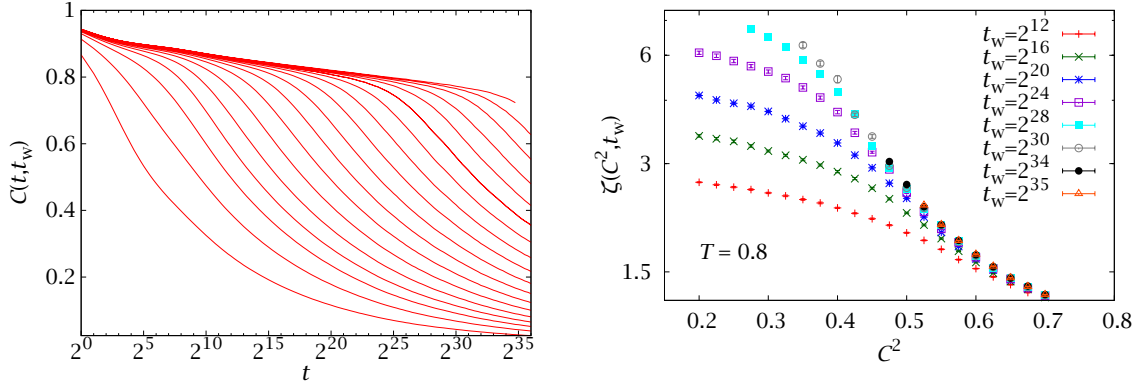 1
0.8
0.6
0.4
0.2
2^0
2^5
2^10
2^15
2^20
2^25
2^30
2^35
C(t,t_w)
t
6
3
1.5
0.2
0.3
0.4
0.5
0.6
0.7
0.8
ζ(C^2,t_w)
C^2
T = 0.8
t_w=2^12
t_w=2^16
t_w=2^20
t_w=2^24
t_w=2^28
t_w=2^30
t_w=2^34
t_w=2^35